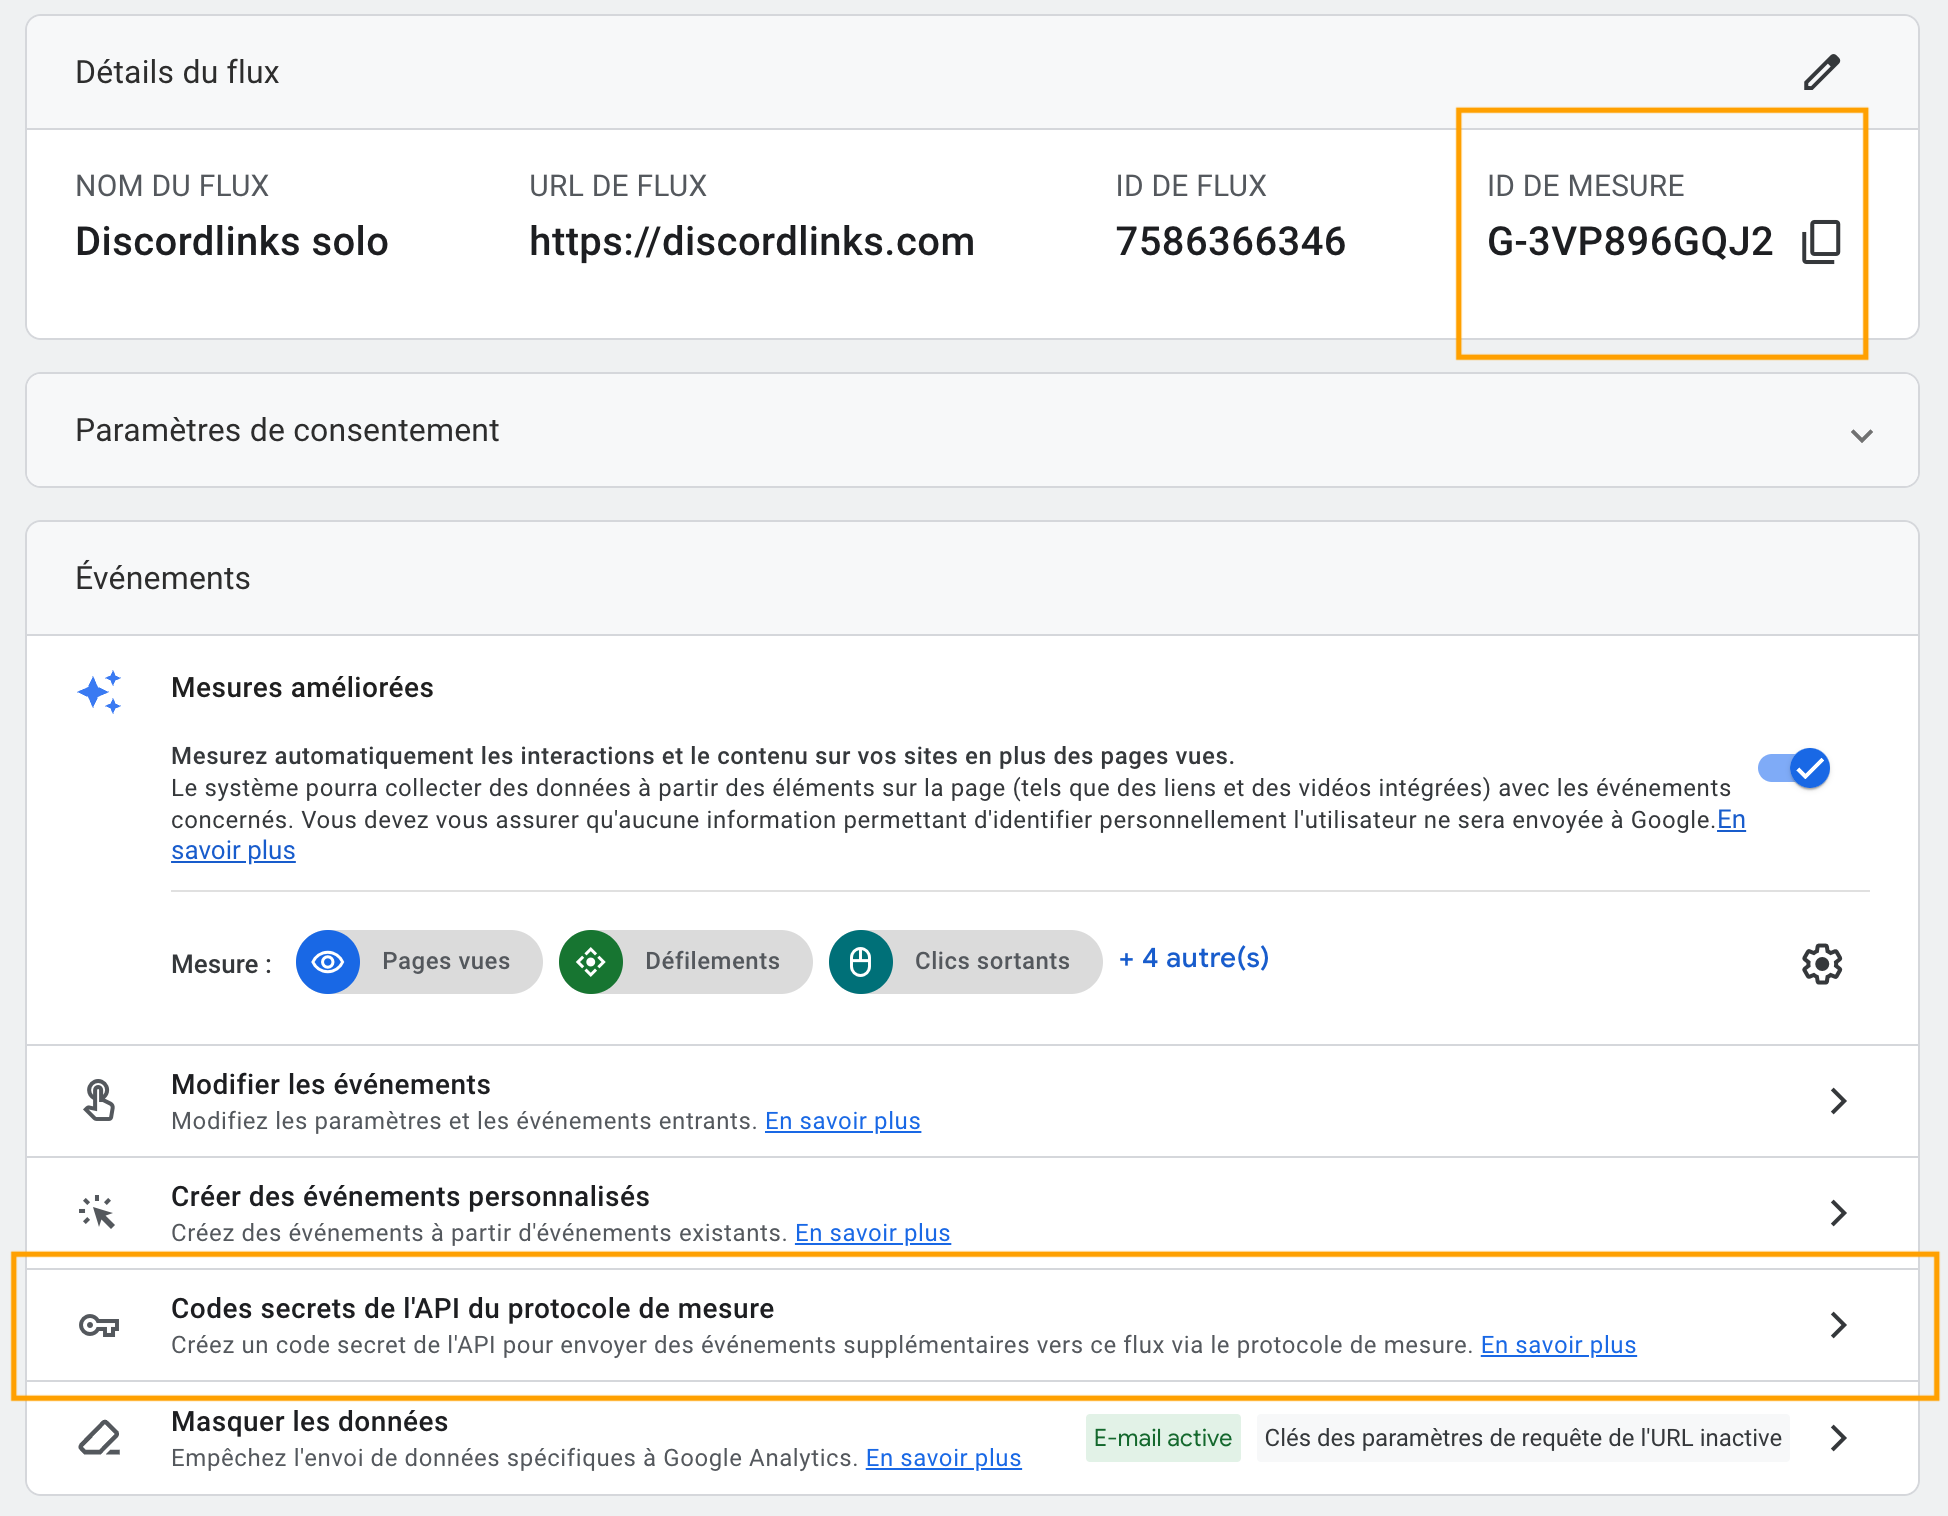 Détails du flux
NOM DU FLUX
Discordlinks solo
URL DE FLUX
https://discordlinks.com
ID DE FLUX
7586366346
ID DE MESURE
G-3VP896GQJ2
Paramètres de consentement
Événements
Mesures améliorées
Mesurez automatiquement les interactions et le contenu sur vos sites en plus des pages vues.
Le système pourra collecter des données à partir des éléments sur la page (tels que des liens et des vidéos intégrées) avec les événements
concernés. Vous devez vous assurer qu'aucune information permettant d'identifier personnellement l'utilisateur ne sera envoyée à Google.En
savoir plus
Mesure : Pages vues Défilements Clics sortants + 4 autre(s)
Modifier les événements
Modifiez les paramètres et les événements entrants. En savoir plus
Créer des événements personnalisés
Créez des événements à partir d'événements existants. En savoir plus
Codes secrets de l'API du protocole de mesure
Créez un code secret de l'API pour envoyer des événements supplémentaires vers ce flux via le protocole de mesure. En savoir plus
Masquer les données
Empêchez l'envoi de données spécifiques à Google Analytics. En savoir plus
E-mail active
Clés des paramètres de requête de l'URL inactive